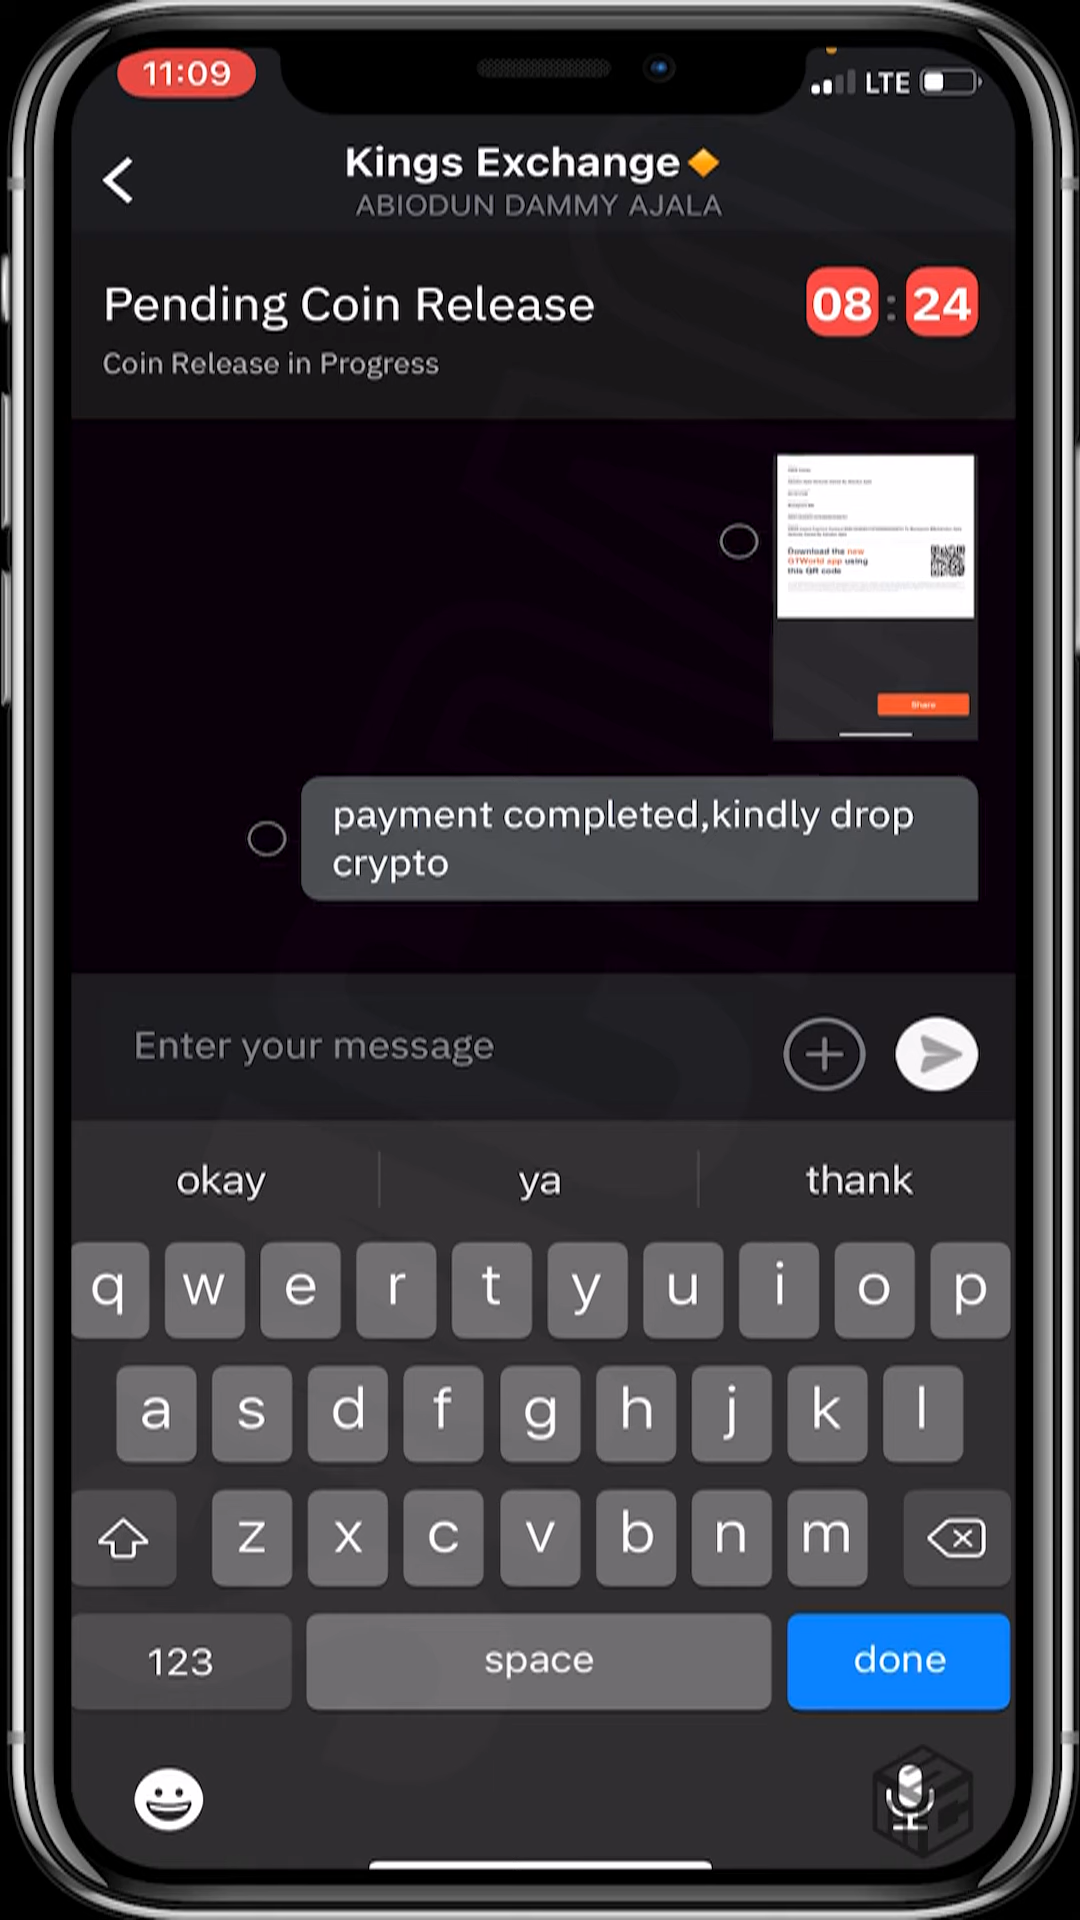 11:09
LTE
Kings Exchange
ABIODUN DAMMY AJALA
Pending Coin Release
08 : 24
Coin Release in Progress
Download the new
GTWorld app using
this QR code
Share
payment completed,kindly drop
crypto
Enter your message
okay ya thank
q w e r t y u i o p
a s d f g h j k l
z x c v b n m
123 space done